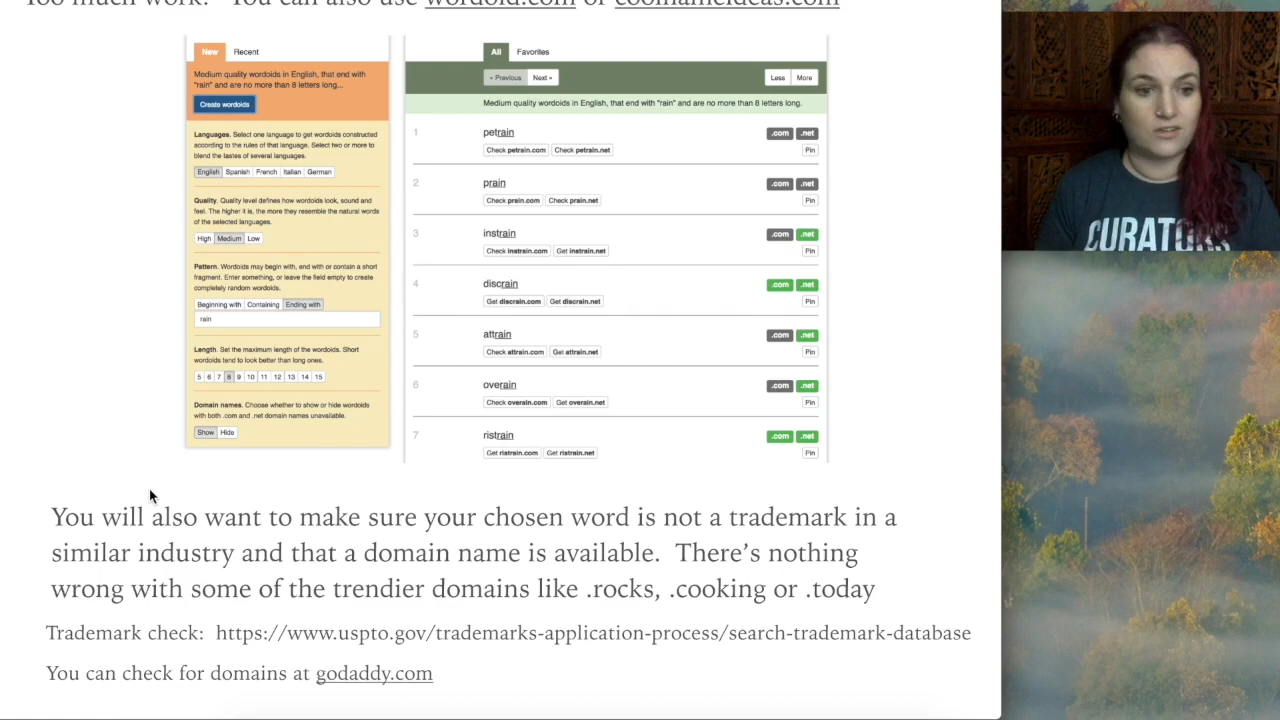 Too much work? You can also use wordoid.com or coolnameideas.com
New Recent
Medium quality wordoids in English, that end with
"rain" and are no more than 8 letters long...
Create wordoids
Languages. Select one language to get wordoids constructed
according to the rules of that language. Select two or more to
blend the tastes of several languages.
English Spanish French Italian German
Quality. Quality level defines how wordoids look, sound and
feel. The higher it is, the more they resemble the natural words
of the selected languages.
High Medium Low
Pattern. Wordoids may begin with, end with or contain a short
fragment. Enter something, or leave the field empty to create
completely random wordoids.
Beginning with Containing Ending with
rain
Length. Set the maximum length of the wordoids. Short
wordoids tend to look better than long ones.
5 6 7 8 9 10 11 12 13 14 15
Domain names. Choose whether to show or hide wordoids
with both .com and .net domain names unavailable.
Show Hide
All Favorites
« Previous Next » Less More
Medium quality wordoids in English, that end with "rain" and are no more than 8 letters long.
1 petrain .com .net
Check petrain.com Check petrain.net Pin
2 prain .com .net
Check prain.com Check prain.net Pin
3 instrain .com .net
Check instrain.com Get instrain.net Pin
4 discrain .com .net
Get discrain.com Get discrain.net Pin
5 attrain .com .net
Check attrain.com Get attrain.net Pin
6 overain .com .net
Check overain.com Get overain.net Pin
7 ristrain .com .net
Get ristrain.com Get ristrain.net Pin
You will also want to make sure your chosen word is not a trademark in a
similar industry and that a domain name is available. There's nothing
wrong with some of the trendier domains like .rocks, .cooking or .today
Trademark check: https://www.uspto.gov/trademarks-application-process/search-trademark-database
You can check for domains at godaddy.com